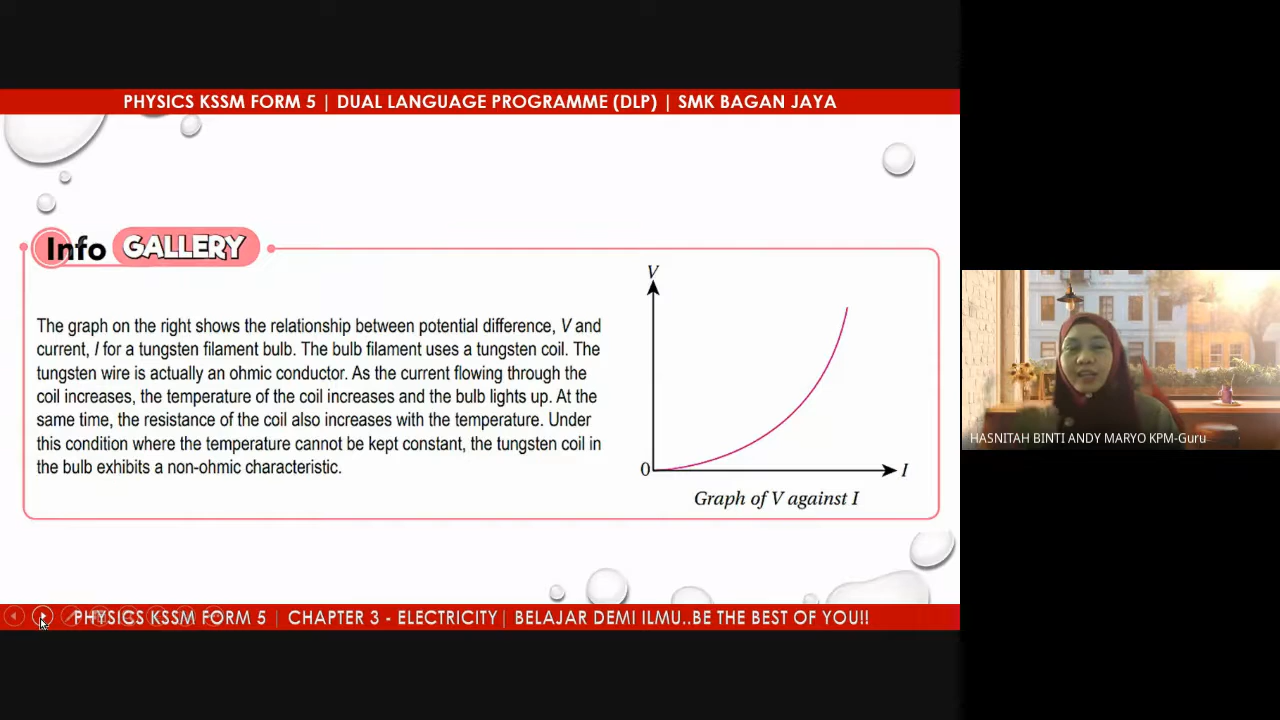 PHYSICS KSSM FORM 5 | DUAL LANGUAGE PROGRAMME (DLP) | SMK BAGAN JAYA
Info GALLERY
The graph on the right shows the relationship between potential difference, V and
current, I for a tungsten filament bulb. The bulb filament uses a tungsten coil. The
tungsten wire is actually an ohmic conductor. As the current flowing through the
coil increases, the temperature of the coil increases and the bulb lights up. At the
same time, the resistance of the coil also increases with the temperature. Under
this condition where the temperature cannot be kept constant, the tungsten coil in
the bulb exhibits a non-ohmic characteristic.
V
0
I
Graph of V against I
HASNITAH BINTI ANDY MARYO KPM-Guru
PHYSICS KSSM FORM 5 | CHAPTER 3 - ELECTRICITY| BELAJAR DEMI ILMU..BE THE BEST OF YOU!!